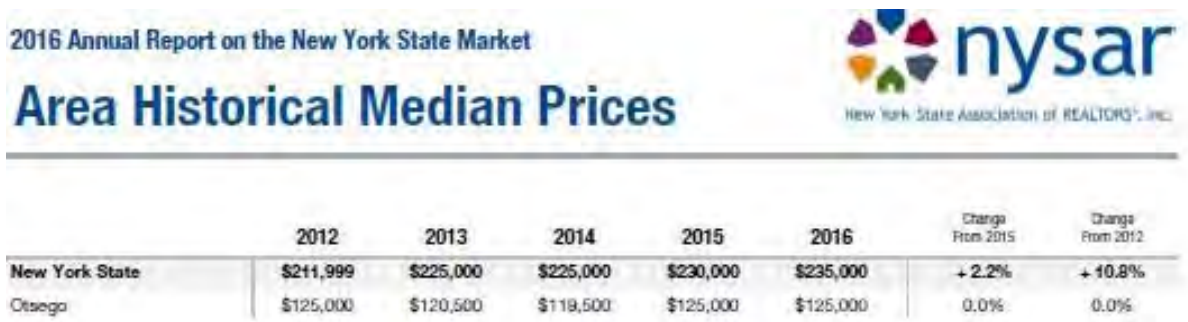 2016 Annual Report on the New York State Market
Area Historical Median Prices
nysar
New York State Association of REALTORS®, Inc.
2012 2013 2014 2015 2016 Change From 2015 Change From 2012
New York State $211,999 $225,000 $225,000 $230,000 $235,000 + 2.2% + 10.8%
Otsego $125,000 $120,500 $119,500 $125,000 $125,000 0.0% 0.0%